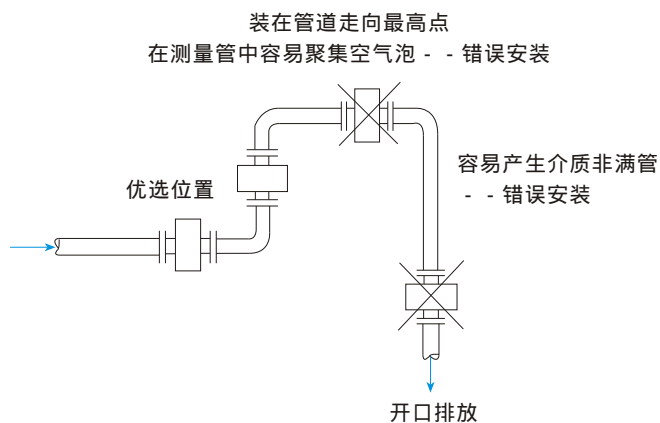 装在管道走向最高点
在测量管中容易聚集空气泡 - - 错误安装
容易产生介质非满管
- - 错误安装
优选位置
开口排放